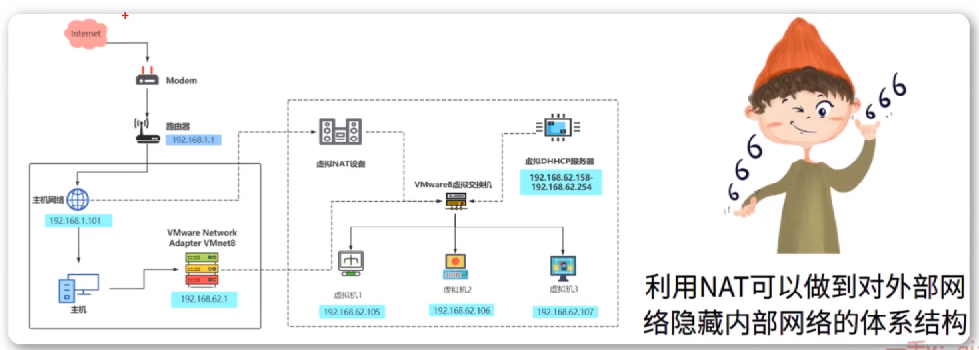 Internet
Modem
路由器
192.168.1.1
主机网络
192.168.1.101
VMware Network
Adapter VMnet8
192.168.62.1
主机
虚拟NAT设备
虚拟DHHCP服务器
192.168.62.158-
192.168.62.254
VMware8虚拟交换机
虚拟机1
192.168.62.105
虚拟机2
192.168.62.106
虚拟机3
192.168.62.107
666
666
利用NAT可以做到对外部网
络隐藏内部网络的体系结构